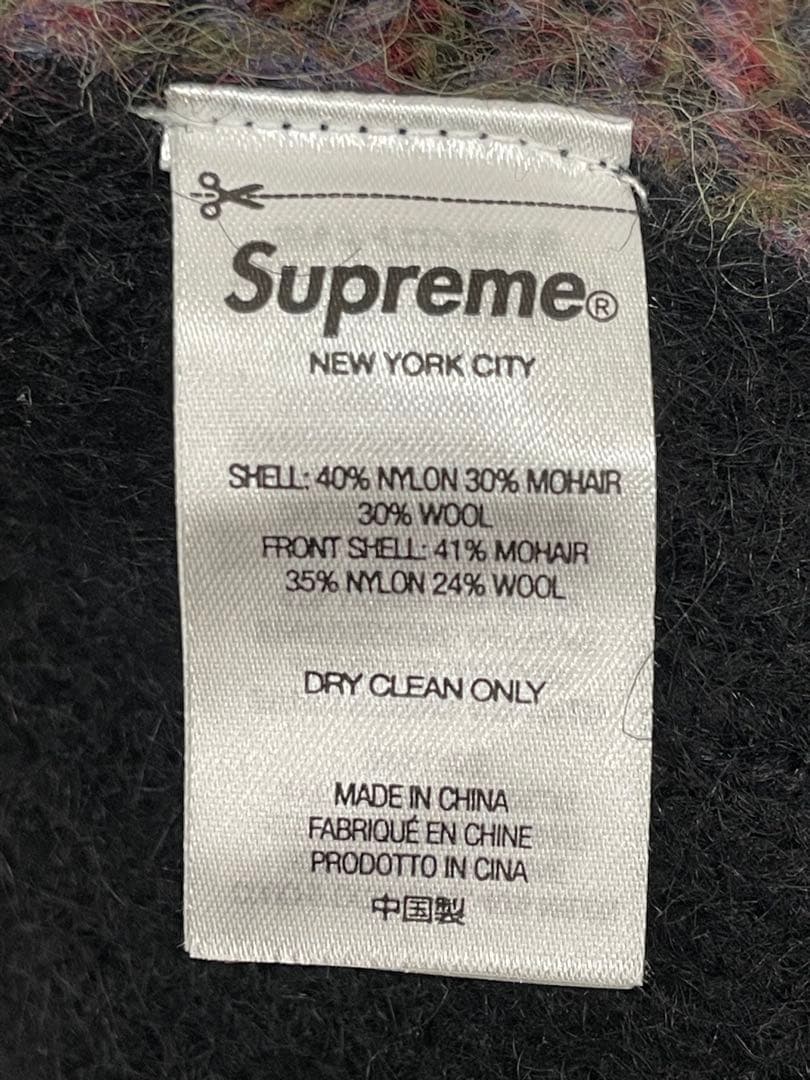 Supreme®
NEW YORK CITY
SHELL: 40% NYLON 30% MOHAIR
30% WOOL
FRONT SHELL: 41% MOHAIR
35% NYLON 24% WOOL
DRY CLEAN ONLY
MADE IN CHINA
FABRIQUÉ EN CHINE
PRODOTTO IN CINA
中国製